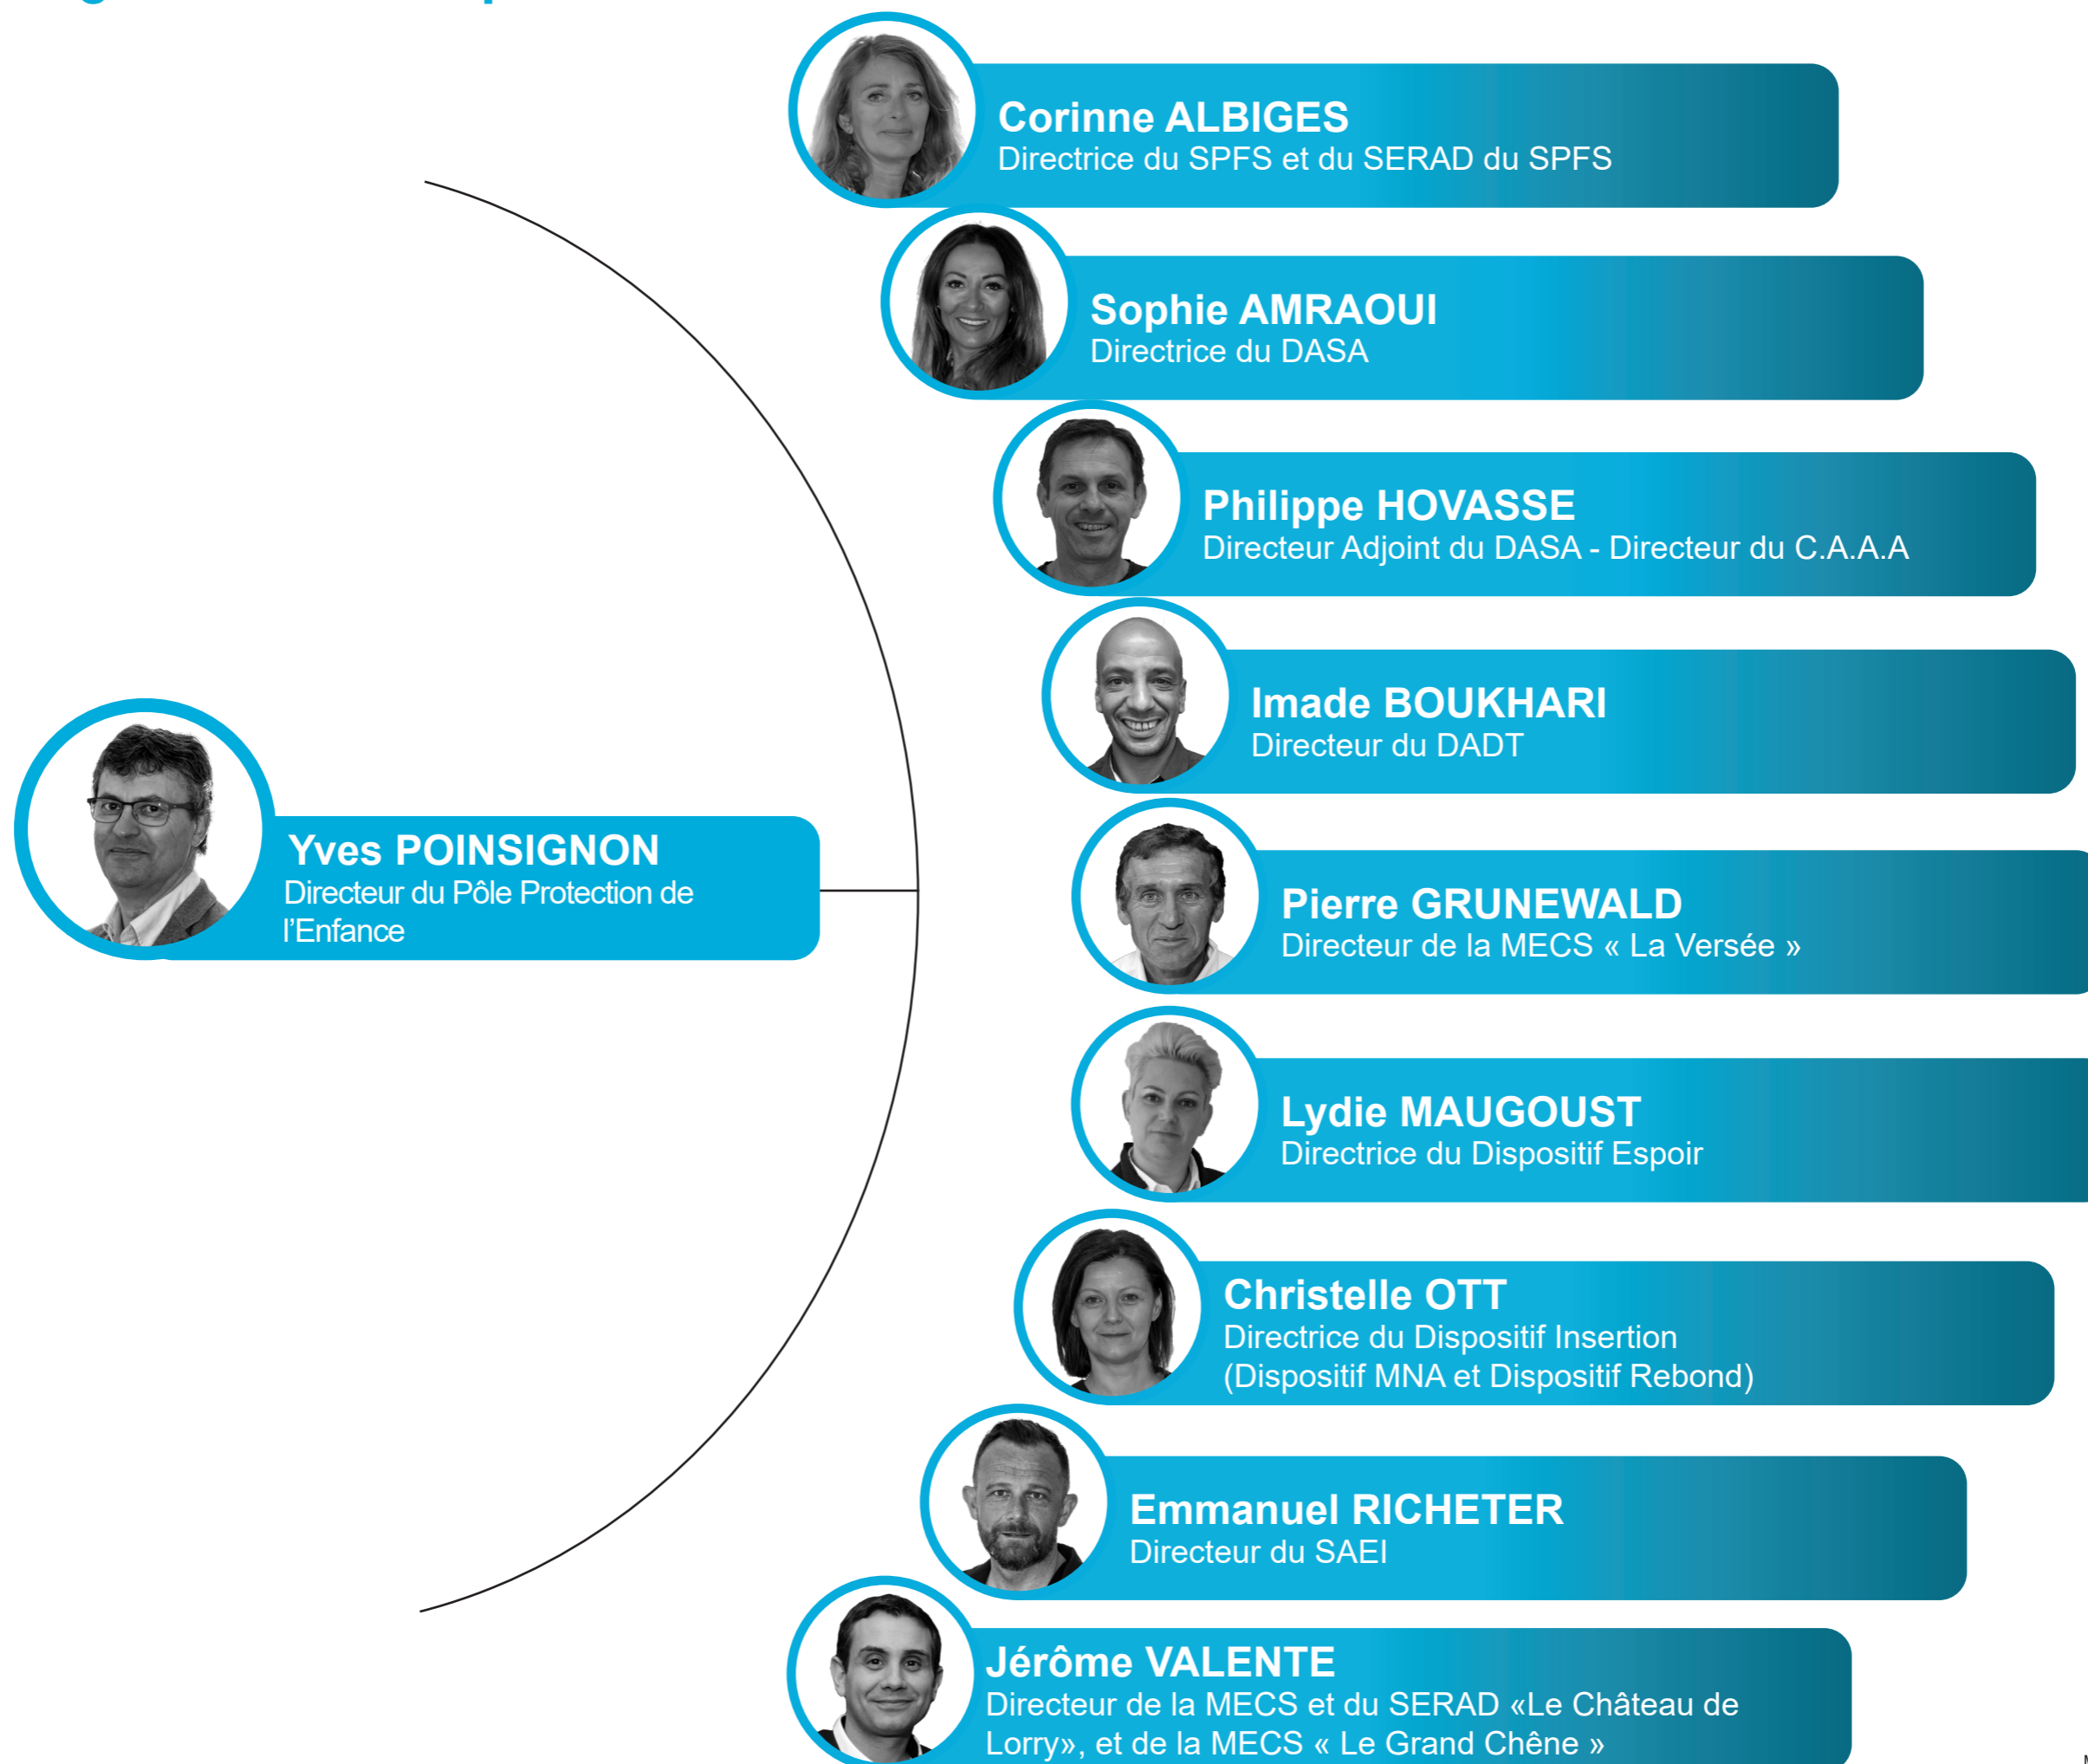 Corinne ALBIGES
Directrice du SPFS et du SERAD du SPFS
Sophie AMRAOUI
Directrice du DASA
Philippe HOVASSE
Directeur Adjoint du DASA - Directeur du C.A.A.A
Imade BOUKHARI
Directeur du DADT
Yves POINSIGNON
Directeur du Pôle Protection de
l’Enfance
Pierre GRUNEWALD
Directeur de la MECS « La Versée »
Lydie MAUGOUST
Directrice du Dispositif Espoir
Christelle OTT
Directrice du Dispositif Insertion
(Dispositif MNA et Dispositif Rebond)
Emmanuel RICHETER
Directeur du SAEI
Jérôme VALENTE
Directeur de la MECS et du SERAD «Le Château de
Lorry», et de la MECS « Le Grand Chêne »